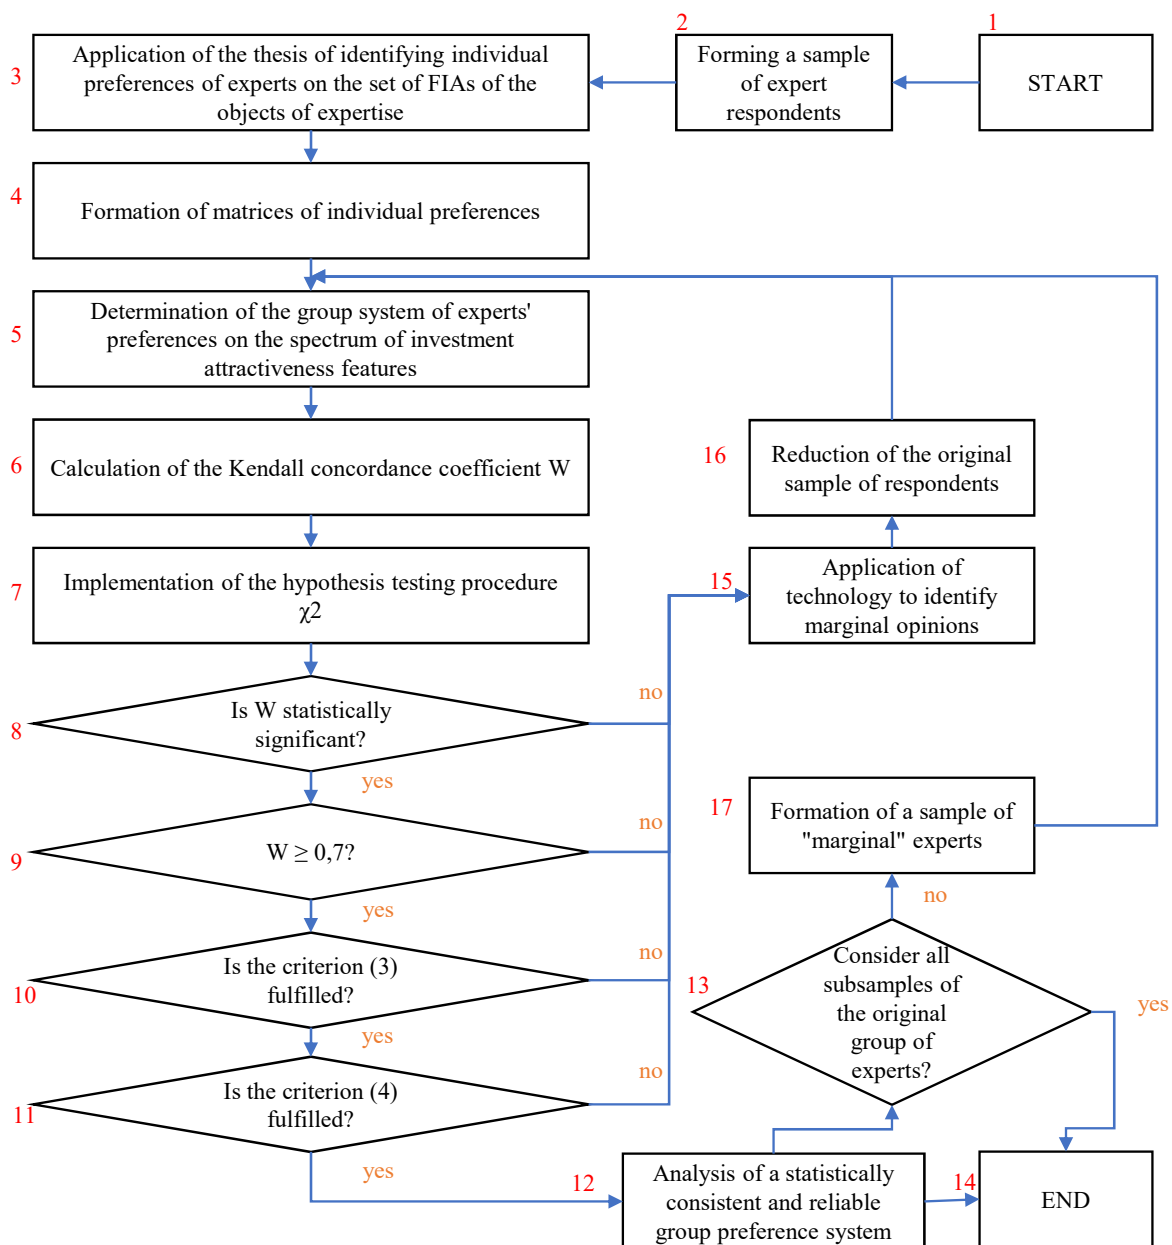 1
START
2
Forming a sample
of expert
respondents
3
Application of the thesis of identifying individual
preferences of experts on the set of FIAs of the
objects of expertise
4
Formation of matrices of individual preferences
5
Determination of the group system of experts'
preferences on the spectrum of investment
attractiveness features
6
Calculation of the Kendall concordance coefficient W
7
Implementation of the hypothesis testing procedure
χ2
8
Is W statistically
significant?
no
yes
9
W ≥ 0,7?
no
yes
10
Is the criterion (3)
fulfilled?
no
yes
11
Is the criterion (4)
fulfilled?
no
yes
12
Analysis of a statistically
consistent and reliable
group preference system
13
Consider all
subsamples of
the original
group of
experts?
no
yes
14
END
15
Application of
technology to identify
marginal opinions
16
Reduction of the original
sample of respondents
17
Formation of a sample of
"marginal" experts